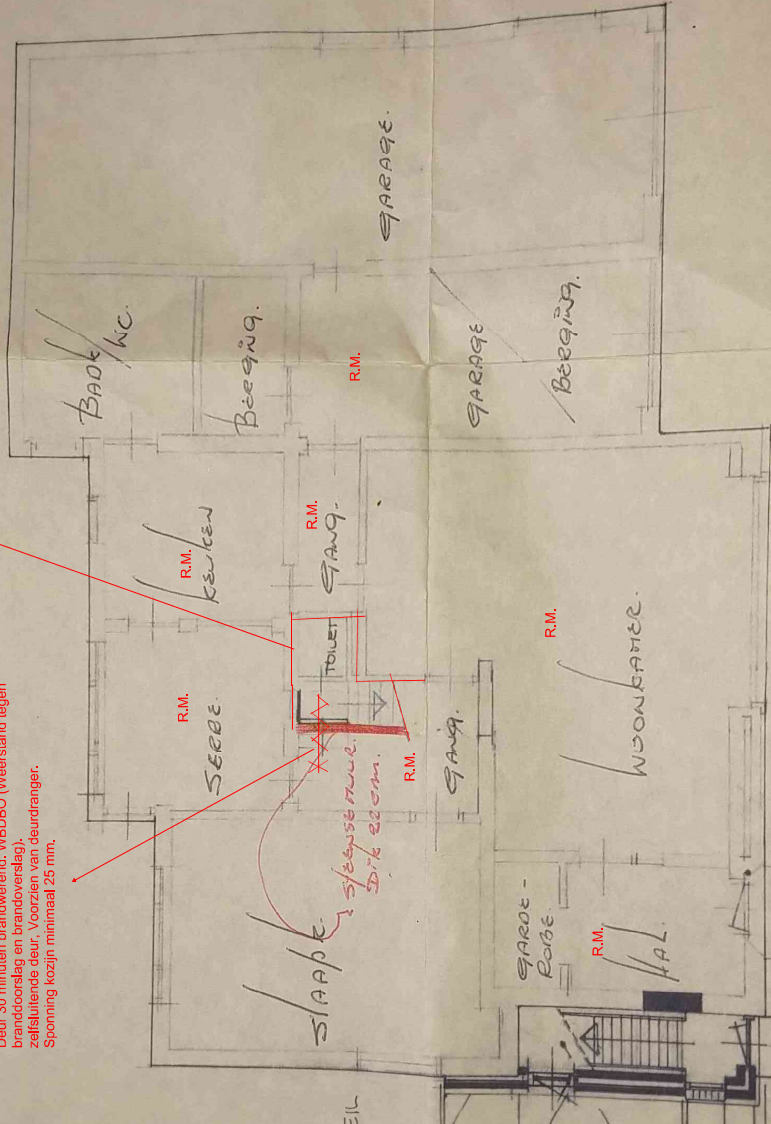 Deur 30 minuten brandwerend. WBDBO (Weerstand tegen
branddoorslag en brandoverslag).
zelfsluitende deur, Voorzien van deurdranger.
Sponning kozijn minimaal 25 mm.
GARAGE.
BADK/WC.
BERGING.
R.M.
GARAGE
BERGING.
R.M.
KEUKEN
R.M.
GANG.
TOILET
R.M.
SERRE.
R.M.
WOONKAMER.
R.M.
GANG.
STEENSE MUUR.
DIK 22 cm.
SLAAPK.
GARDE-
ROBE.
R.M.
HAL.
EIL